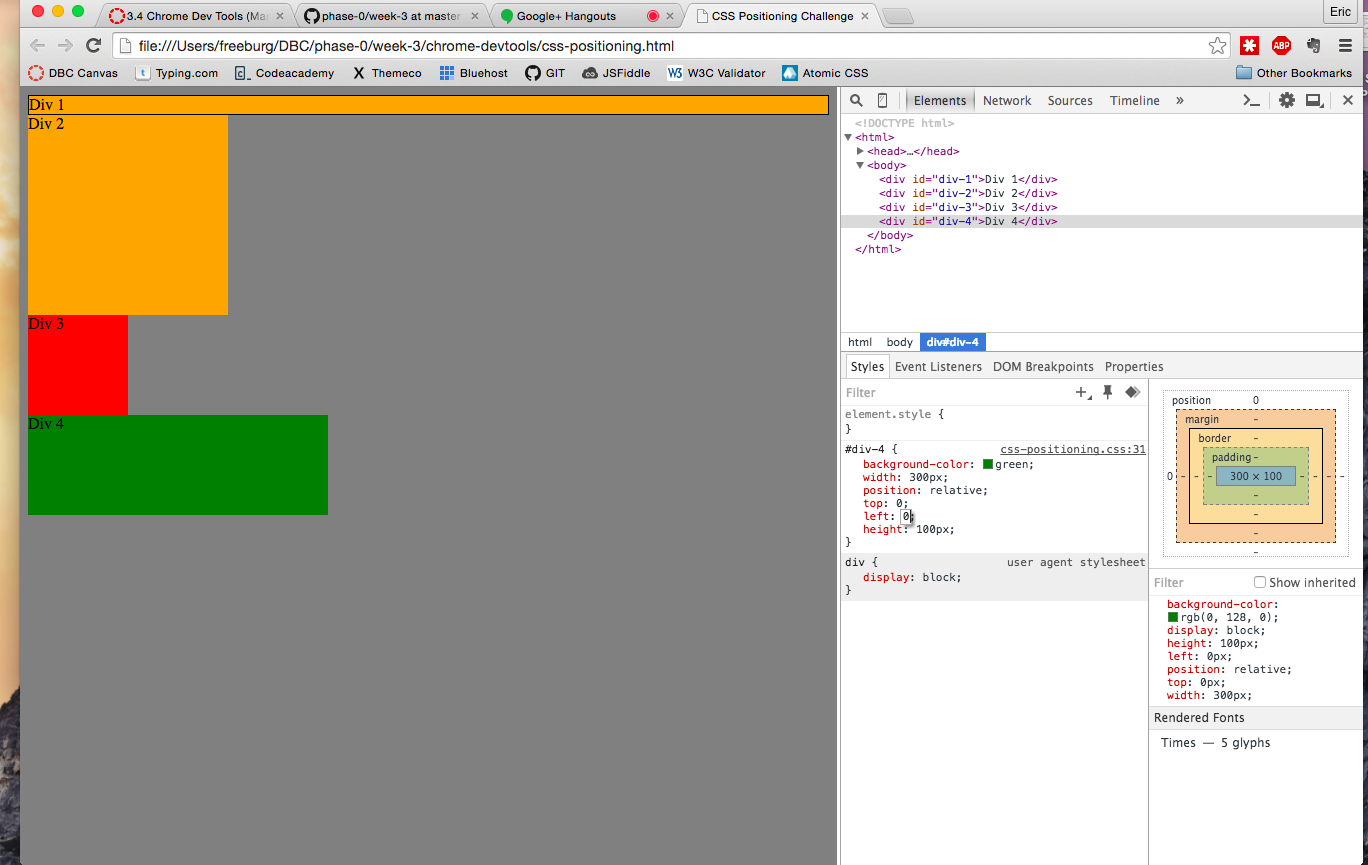 3.4 Chrome Dev Tools (Man
phase-0/week-3 at master
Google+ Hangouts
CSS Positioning Challenge
Eric
file:///Users/freeburg/DBC/phase-0/week-3/chrome-devtools/css-positioning.html
ABP
DBC Canvas
t Typing.com
C_ Codeacademy
X Themeco
Bluehost
GIT
JSFiddle
W3 W3C Validator
Atomic CSS
Other Bookmarks
Div 1
Div 2
Div 3
Div 4
Elements Network Sources Timeline »
<!DOCTYPE html>
<html>
<head>…</head>
<body>
<div id="div-1">Div 1</div>
<div id="div-2">Div 2</div>
<div id="div-3">Div 3</div>
<div id="div-4">Div 4</div>
</body>
</html>
html body div#div-4
Styles Event Listeners DOM Breakpoints Properties
Filter
element.style {
}
#div-4 { css-positioning.css:31
background-color: green;
width: 300px;
position: relative;
top: 0;
left: 0;
height: 100px;
}
div { user agent stylesheet
display: block;
}
position 0
margin -
border -
padding -
0 - - - 300 × 100 - - - -
-
-
-
-
Filter Show inherited
background-color:
rgb(0, 128, 0);
display: block;
height: 100px;
left: 0px;
position: relative;
top: 0px;
width: 300px;
Rendered Fonts
Times — 5 glyphs